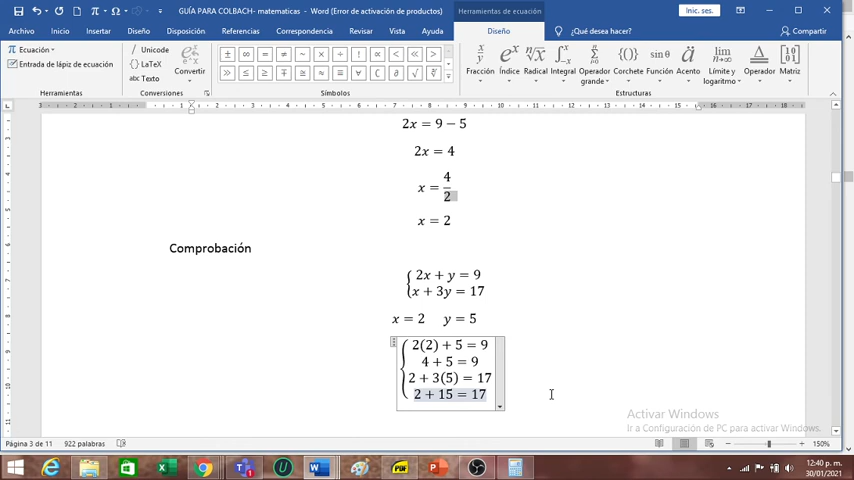 GUÍA PARA COLBACH- matematicas - Word (Error de activación de productos)
Herramientas de ecuación
Inic. ses.
Archivo
Inicio
Insertar
Diseño
Disposición
Referencias
Correspondencia
Revisar
Vista
Ayuda
Diseño
¿Qué desea hacer?
Compartir
π Ecuación
Entrada de lápiz de ecuación
Herramientas
Unicode
LaTeX
abc Texto
Convertir
Conversiones
± ∞ = ≠ ~ × ÷ ! ∝ < ≪ >
≫ ≤ ≥ ∓ ≅ ≈ ≡ ∀ ∁ ∂ √ ∛
Símbolos
Fracción
Índice
Radical
Integral
Operador grande
Corchete
Función
Acento
Límite y logaritmo
Operador
Matriz
Estructuras
2x = 9 − 5
2x = 4
x = 4/2
x = 2
Comprobación
2x + y = 9
x + 3y = 17
x = 2 y = 5
2(2) + 5 = 9
4 + 5 = 9
2 + 3(5) = 17
2 + 15 = 17
Activar Windows
Ir a Configuración de PC para activar Windows.
Página 3 de 11 922 palabras
150%
12:40 p. m.
30/01/2021